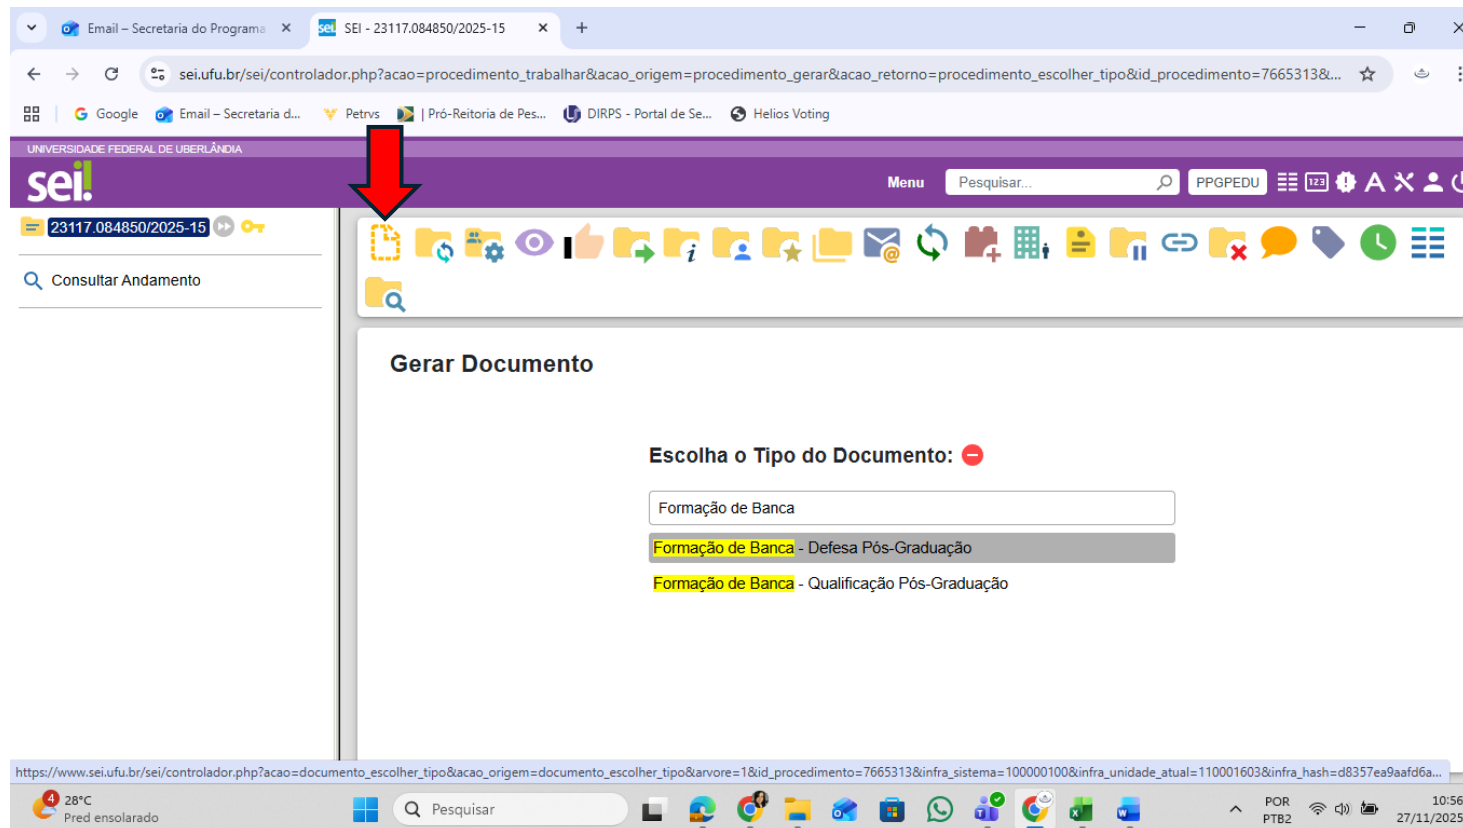 Email – Secretaria do Programa
SEI - 23117.084850/2025-15
sei.ufu.br/sei/controlador.php?acao=procedimento_trabalhar&acao_origem=procedimento_gerar&acao_retorno=procedimento_escolher_tipo&id_procedimento=7665313&...
Google
Email – Secretaria d...
Petrvs
| Pró-Reitoria de Pes...
DIRPS - Portal de Se...
Helios Voting
UNIVERSIDADE FEDERAL DE UBERLÂNDIA
sei!
Menu
Pesquisar...
PPGPEDU
123
23117.084850/2025-15
Consultar Andamento
Gerar Documento
Escolha o Tipo do Documento:
Formação de Banca
Formação de Banca - Defesa Pós-Graduação
Formação de Banca - Qualificação Pós-Graduação
https://www.sei.ufu.br/sei/controlador.php?acao=documento_escolher_tipo&acao_origem=documento_escolher_tipo&arvore=1&id_procedimento=7665313&infra_sistema=100000100&infra_unidade_atual=110001603&infra_hash=d8357ea9aafd6a...
4
28°C
Pred ensolarado
Pesquisar
POR
PTB2
10:56
27/11/2025